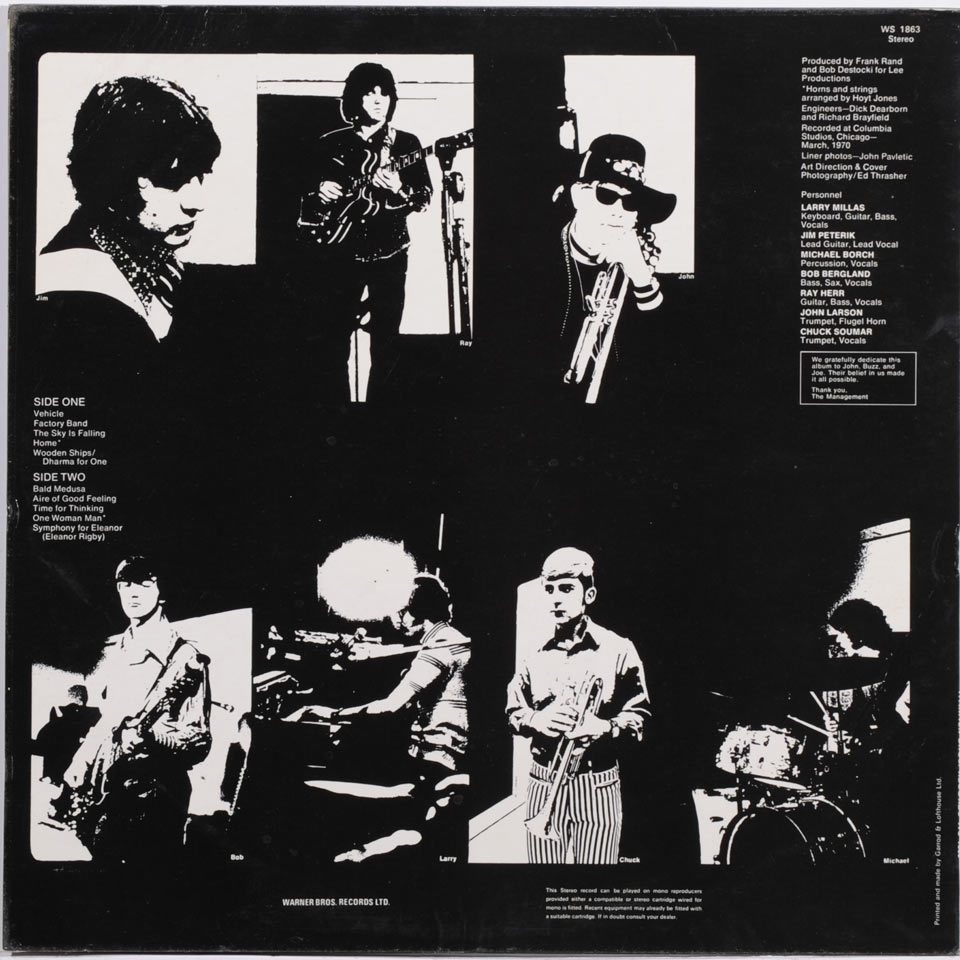 WS 1863
Stereo
Produced by Frank Rand
and Bob Destocki for Lee
Productions
*Horns and strings
arranged by Hoyt Jones
Engineers—Dick Dearborn
and Richard Brayfield
Recorded at Columbia
Studios, Chicago—
March, 1970
Liner photos—John Pavletic
Art Direction & Cover
Photography/Ed Thrasher
Personnel
LARRY MILLAS
Keyboard, Guitar, Bass,
Vocals
JIM PETERIK
Lead Guitar, Lead Vocal
MICHAEL BORCH
Percussion, Vocals
BOB BERGLAND
Bass, Sax, Vocals
RAY HERR
Guitar, Bass, Vocals
JOHN LARSON
Trumpet, Flugel Horn
CHUCK SOUMAR
Trumpet, Vocals
We gratefully dedicate this
album to John, Buzz, and
Joe. Their belief in us made
it all possible.
Thank you,
The Management
Jim
Ray
John
SIDE ONE
Vehicle
Factory Band
The Sky Is Falling
Home*
Wooden Ships/
Dharma for One
SIDE TWO
Bald Medusa
Aire of Good Feeling
Time for Thinking
One Woman Man*
Symphony for Eleanor
(Eleanor Rigby)
Bob
Larry
Chuck
Michael
WARNER BROS. RECORDS LTD.
This Stereo record can be played on mono reproducers
provided either a compatible or stereo cartridge wired for
mono is fitted. Recent equipment may already be fitted with
a suitable cartridge. If in doubt consult your dealer.
Printed and made by Garrod & Lofthouse Ltd.